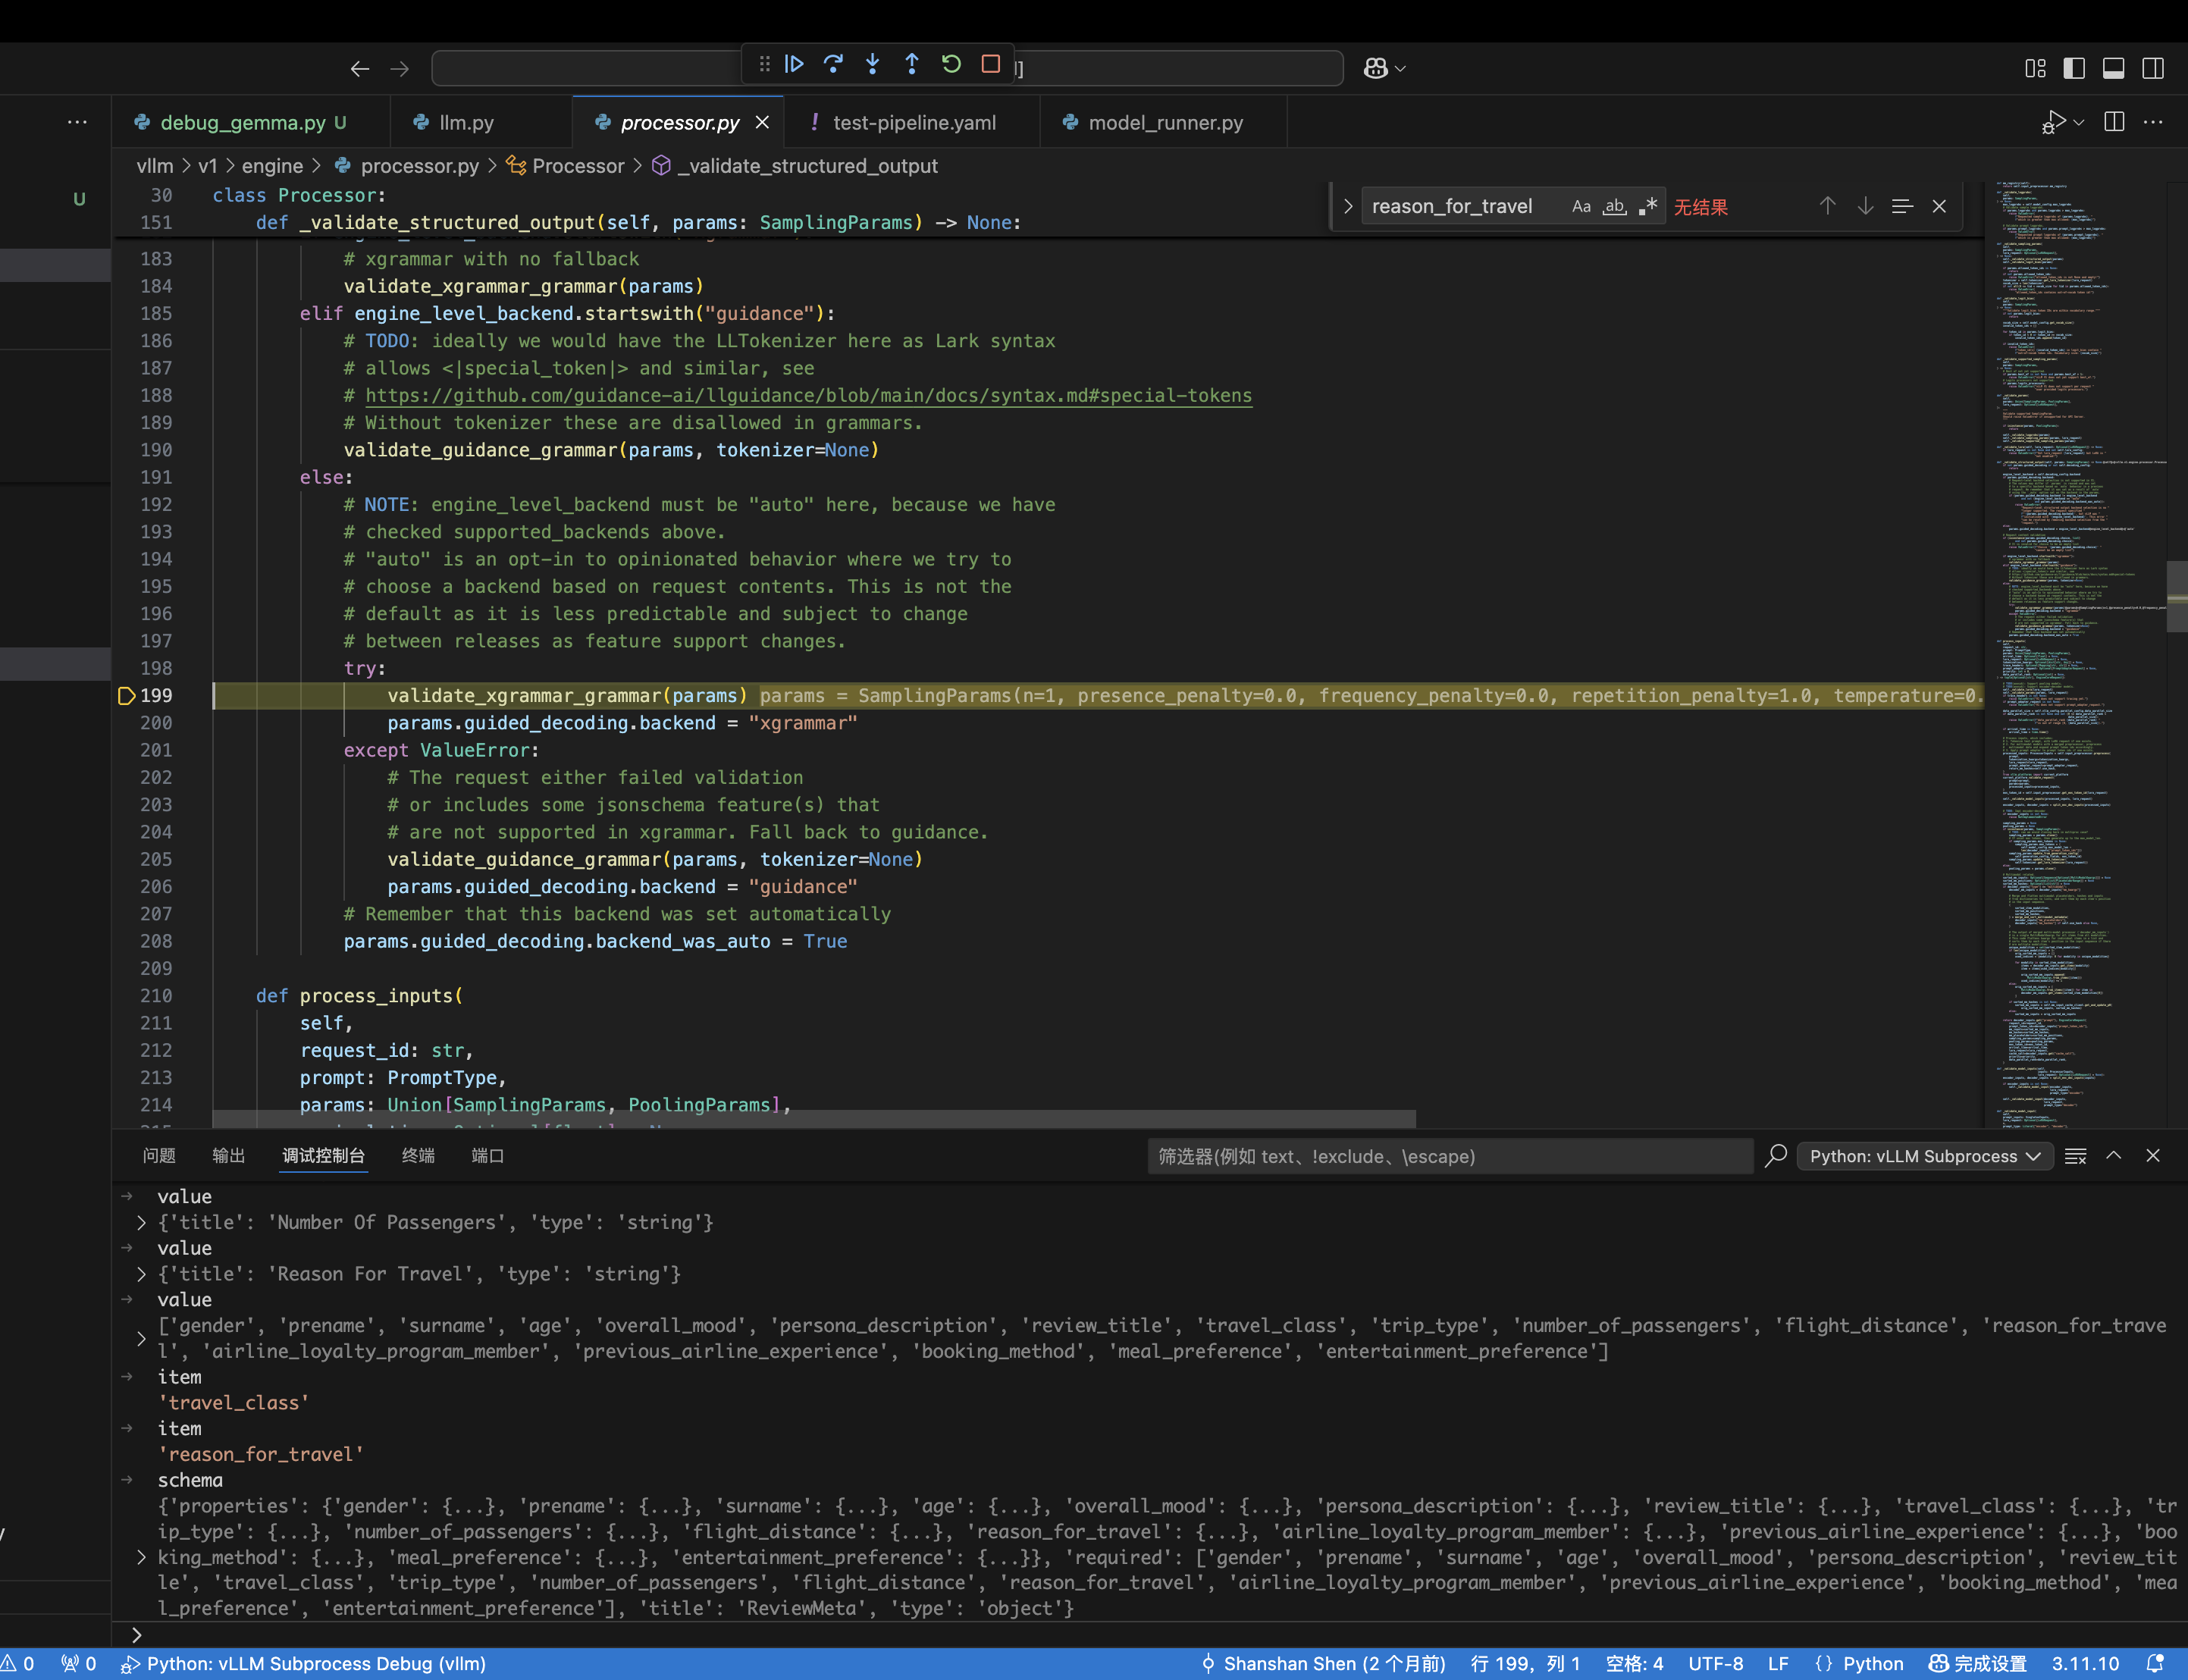 l]
debug_gemma.py U
llm.py
processor.py
! test-pipeline.yaml
model_runner.py
vllm > v1 > engine > processor.py > Processor > _validate_structured_output
U
reason_for_travel Aa ab .* 无结果
30 class Processor:
151 def _validate_structured_output(self, params: SamplingParams) -> None:
183 # xgrammar with no fallback
184 validate_xgrammar_grammar(params)
185 elif engine_level_backend.startswith("guidance"):
186 # TODO: ideally we would have the LLTokenizer here as Lark syntax
187 # allows <|special_token|> and similar, see
188 # https://github.com/guidance-ai/llguidance/blob/main/docs/syntax.md#special-tokens
189 # Without tokenizer these are disallowed in grammars.
190 validate_guidance_grammar(params, tokenizer=None)
191 else:
192 # NOTE: engine_level_backend must be "auto" here, because we have
193 # checked supported_backends above.
194 # "auto" is an opt-in to opinionated behavior where we try to
195 # choose a backend based on request contents. This is not the
196 # default as it is less predictable and subject to change
197 # between releases as feature support changes.
198 try:
199 validate_xgrammar_grammar(params) params = SamplingParams(n=1, presence_penalty=0.0, frequency_penalty=0.0, repetition_penalty=1.0, temperature=0.
200 params.guided_decoding.backend = "xgrammar"
201 except ValueError:
202 # The request either failed validation
203 # or includes some jsonschema feature(s) that
204 # are not supported in xgrammar. Fall back to guidance.
205 validate_guidance_grammar(params, tokenizer=None)
206 params.guided_decoding.backend = "guidance"
207 # Remember that this backend was set automatically
208 params.guided_decoding.backend_was_auto = True
209
210 def process_inputs(
211 self,
212 request_id: str,
213 prompt: PromptType,
214 params: Union[SamplingParams, PoolingParams],
问题 输出 调试控制台 终端 端口 筛选器(例如 text、!exclude、\escape) Python: vLLM Subprocess
value
{'title': 'Number Of Passengers', 'type': 'string'}
value
{'title': 'Reason For Travel', 'type': 'string'}
value
['gender', 'prename', 'surname', 'age', 'overall_mood', 'persona_description', 'review_title', 'travel_class', 'trip_type', 'number_of_passengers', 'flight_distance', 'reason_for_trave
l', 'airline_loyalty_program_member', 'previous_airline_experience', 'booking_method', 'meal_preference', 'entertainment_preference']
item
'travel_class'
item
'reason_for_travel'
schema
{'properties': {'gender': {...}, 'prename': {...}, 'surname': {...}, 'age': {...}, 'overall_mood': {...}, 'persona_description': {...}, 'review_title': {...}, 'travel_class': {...}, 'tr
ip_type': {...}, 'number_of_passengers': {...}, 'flight_distance': {...}, 'reason_for_travel': {...}, 'airline_loyalty_program_member': {...}, 'previous_airline_experience': {...}, 'boo
king_method': {...}, 'meal_preference': {...}, 'entertainment_preference': {...}}, 'required': ['gender', 'prename', 'surname', 'age', 'overall_mood', 'persona_description', 'review_tit
le', 'travel_class', 'trip_type', 'number_of_passengers', 'flight_distance', 'reason_for_travel', 'airline_loyalty_program_member', 'previous_airline_experience', 'booking_method', 'mea
l_preference', 'entertainment_preference'], 'title': 'ReviewMeta', 'type': 'object'}
0 0 Python: vLLM Subprocess Debug (vllm) Shanshan Shen (2 个月前) 行 199，列 1 空格: 4 UTF-8 LF {} Python 完成设置 3.11.10